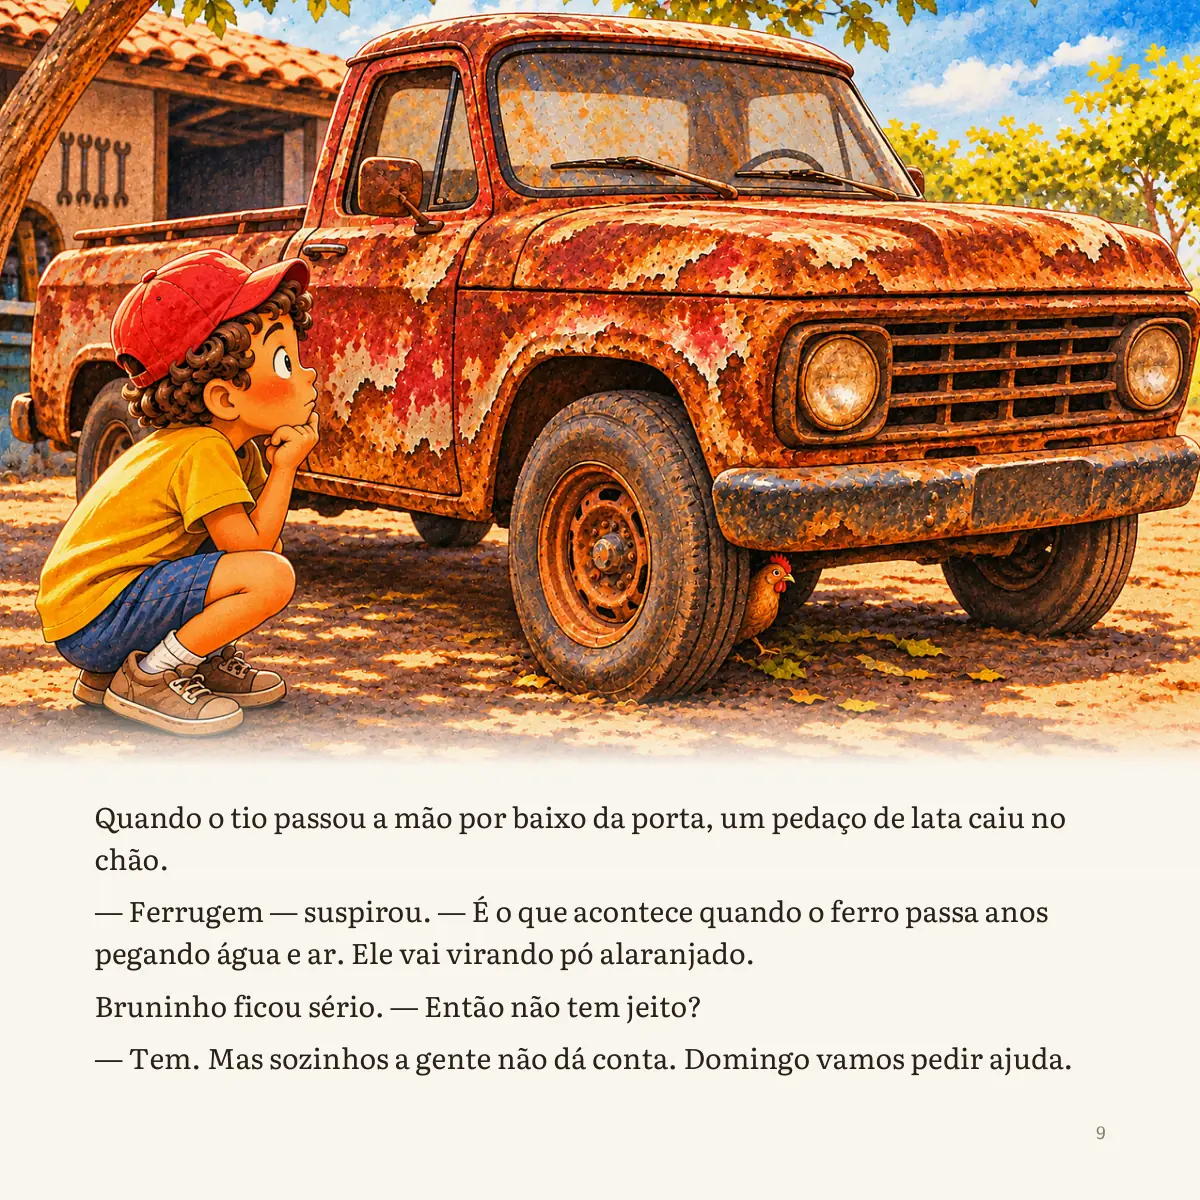 Quando o tio passou a mão por baixo da porta, um pedaço de lata caiu no
chão.
— Ferrugem — suspirou. — É o que acontece quando o ferro passa anos
pegando água e ar. Ele vai virando pó alaranjado.
Bruninho ficou sério. — Então não tem jeito?
— Tem. Mas sozinhos a gente não dá conta. Domingo vamos pedir ajuda.
9